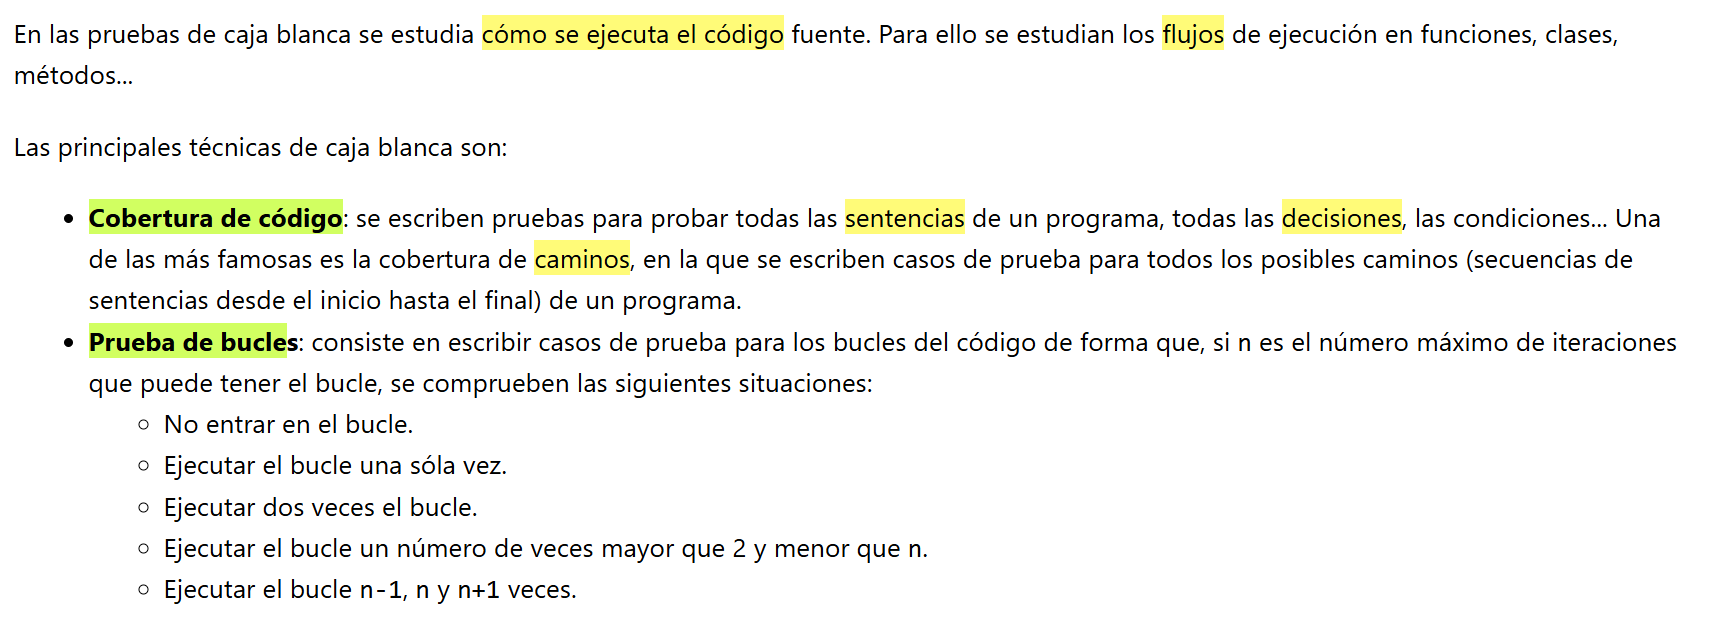 En las pruebas de caja blanca se estudia cómo se ejecuta el código fuente. Para ello se estudian los flujos de ejecución en funciones, clases,
métodos...
Las principales técnicas de caja blanca son:
• Cobertura de código: se escriben pruebas para probar todas las sentencias de un programa, todas las decisiones, las condiciones... Una
de las más famosas es la cobertura de caminos, en la que se escriben casos de prueba para todos los posibles caminos (secuencias de
sentencias desde el inicio hasta el final) de un programa.
• Prueba de bucles: consiste en escribir casos de prueba para los bucles del código de forma que, si n es el número máximo de iteraciones
que puede tener el bucle, se comprueben las siguientes situaciones:
◦ No entrar en el bucle.
◦ Ejecutar el bucle una sóla vez.
◦ Ejecutar dos veces el bucle.
◦ Ejecutar el bucle un número de veces mayor que 2 y menor que n.
◦ Ejecutar el bucle n-1, n y n+1 veces.